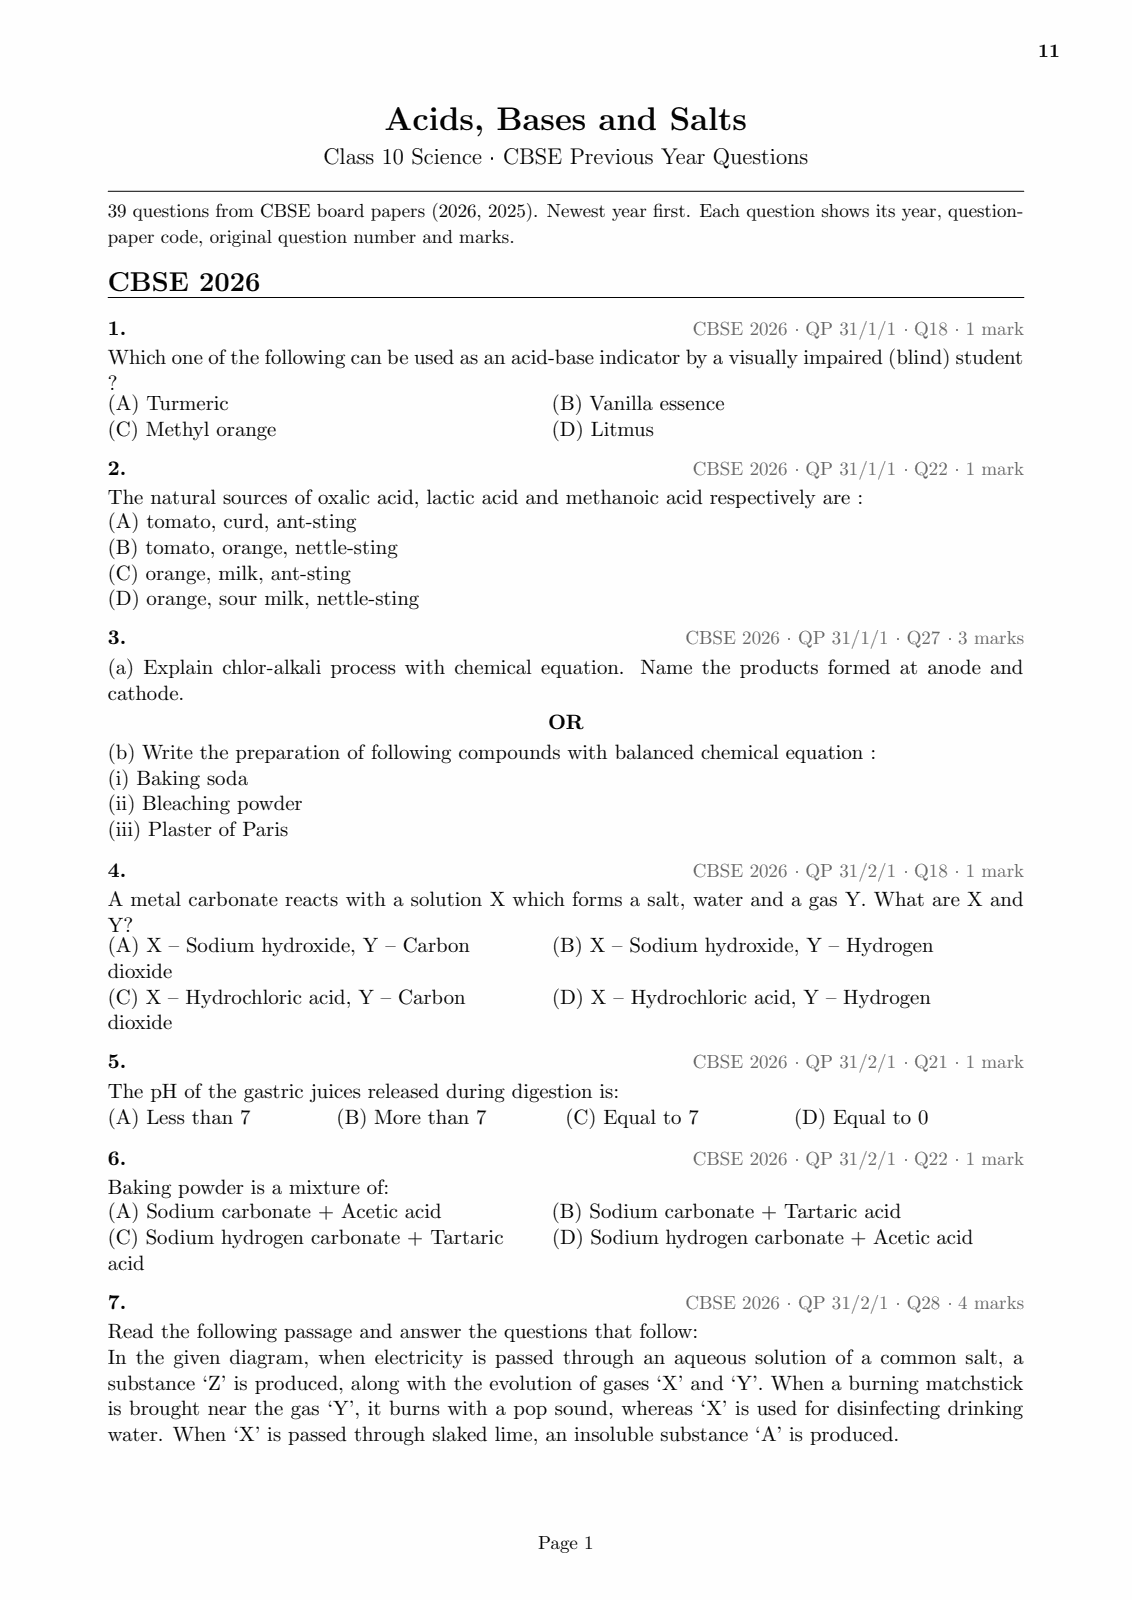 11
Acids, Bases and Salts
Class 10 Science · CBSE Previous Year Questions
39 questions from CBSE board papers (2026, 2025). Newest year first. Each question shows its year, question-
paper code, original question number and marks.
CBSE 2026
1. CBSE 2026 · QP 31/1/1 · Q18 · 1 mark
Which one of the following can be used as an acid-base indicator by a visually impaired (blind) student
?
(A) Turmeric (B) Vanilla essence
(C) Methyl orange (D) Litmus
2. CBSE 2026 · QP 31/1/1 · Q22 · 1 mark
The natural sources of oxalic acid, lactic acid and methanoic acid respectively are :
(A) tomato, curd, ant-sting
(B) tomato, orange, nettle-sting
(C) orange, milk, ant-sting
(D) orange, sour milk, nettle-sting
3. CBSE 2026 · QP 31/1/1 · Q27 · 3 marks
(a) Explain chlor-alkali process with chemical equation. Name the products formed at anode and
cathode.
OR
(b) Write the preparation of following compounds with balanced chemical equation :
(i) Baking soda
(ii) Bleaching powder
(iii) Plaster of Paris
4. CBSE 2026 · QP 31/2/1 · Q18 · 1 mark
A metal carbonate reacts with a solution X which forms a salt, water and a gas Y. What are X and
Y?
(A) X – Sodium hydroxide, Y – Carbon (B) X – Sodium hydroxide, Y – Hydrogen
dioxide
(C) X – Hydrochloric acid, Y – Carbon (D) X – Hydrochloric acid, Y – Hydrogen
dioxide
5. CBSE 2026 · QP 31/2/1 · Q21 · 1 mark
The pH of the gastric juices released during digestion is:
(A) Less than 7 (B) More than 7 (C) Equal to 7 (D) Equal to 0
6. CBSE 2026 · QP 31/2/1 · Q22 · 1 mark
Baking powder is a mixture of:
(A) Sodium carbonate + Acetic acid (B) Sodium carbonate + Tartaric acid
(C) Sodium hydrogen carbonate + Tartaric (D) Sodium hydrogen carbonate + Acetic acid
acid
7. CBSE 2026 · QP 31/2/1 · Q28 · 4 marks
Read the following passage and answer the questions that follow:
In the given diagram, when electricity is passed through an aqueous solution of a common salt, a
substance ‘Z’ is produced, along with the evolution of gases ‘X’ and ‘Y’. When a burning matchstick
is brought near the gas ‘Y’, it burns with a pop sound, whereas ‘X’ is used for disinfecting drinking
water. When ‘X’ is passed through slaked lime, an insoluble substance ‘A’ is produced.
Page 1